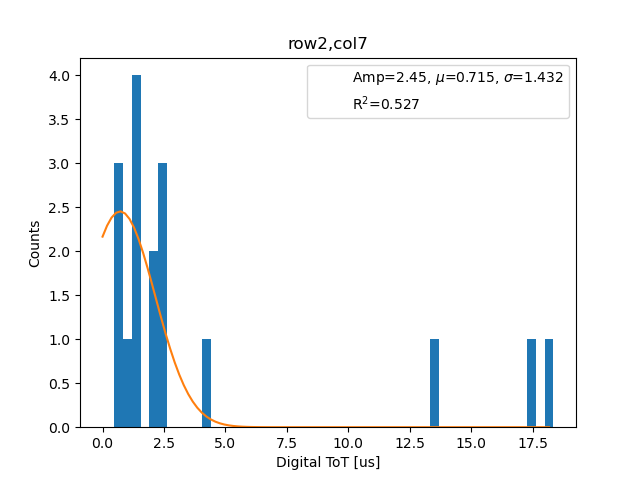 row2,col7
Amp=2.45, μ=0.715, σ=1.432
R²=0.527
4.0
3.5
3.0
2.5
2.0
1.5
1.0
0.5
0.0
Counts
0.0 2.5 5.0 7.5 10.0 12.5 15.0 17.5
Digital ToT [us]